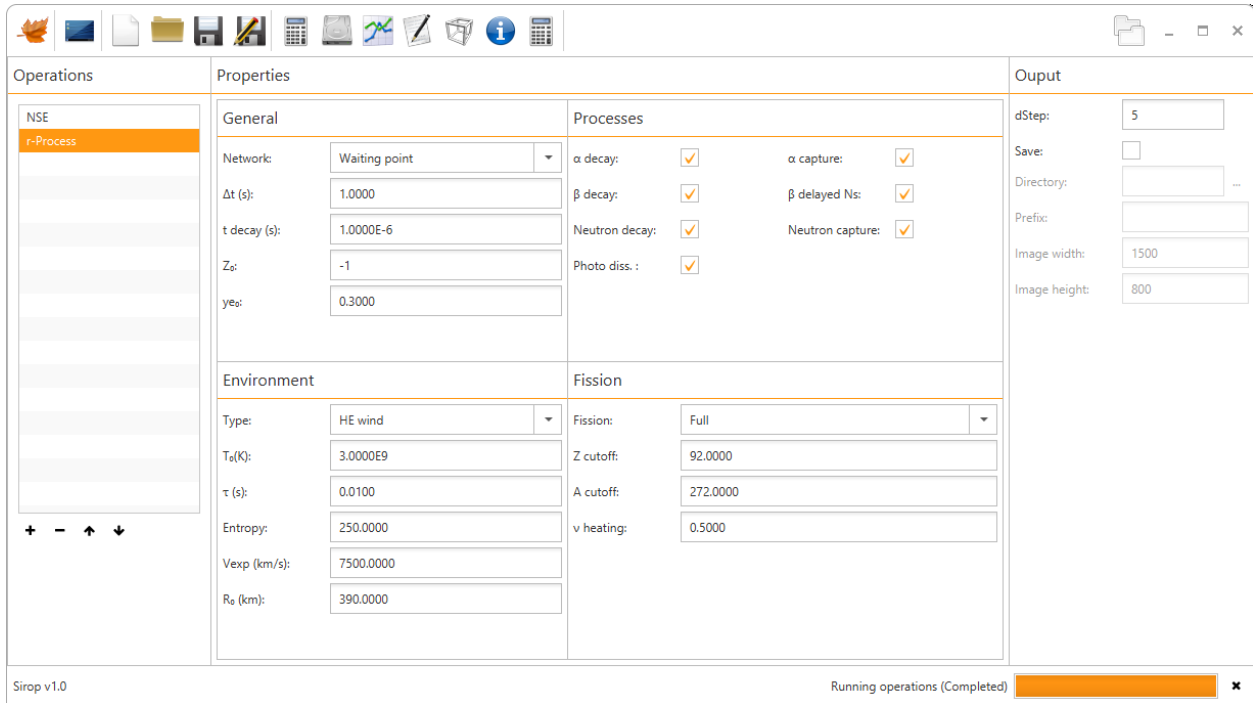 Operations
Properties
Ouput
NSE
r-Process
General
Network: Waiting point
Δt (s): 1.0000
t decay (s): 1.0000E-6
Z₀: -1
ye₀: 0.3000
Processes
α decay: α capture:
β decay: β delayed Ns:
Neutron decay: Neutron capture:
Photo diss. :
Environment
Type: HE wind
T₀(K): 3.0000E9
τ (s): 0.0100
Entropy: 250.0000
Vexp (km/s): 7500.0000
R₀ (km): 390.0000
Fission
Fission: Full
Z cutoff: 92.0000
A cutoff: 272.0000
ν heating: 0.5000
dStep: 5
Save:
Directory: ...
Prefix:
Image width: 1500
Image height: 800
Sirop v1.0
Running operations (Completed)